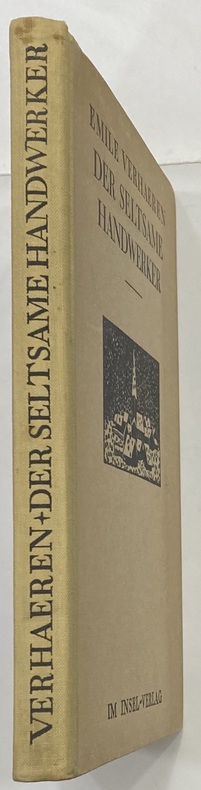 VERHAEREN+DER SELTSAME HANDWERKER
EMILE VERHAEREN
DER SELTSAME
HANDWERKER
IM INSEL-VERLAG